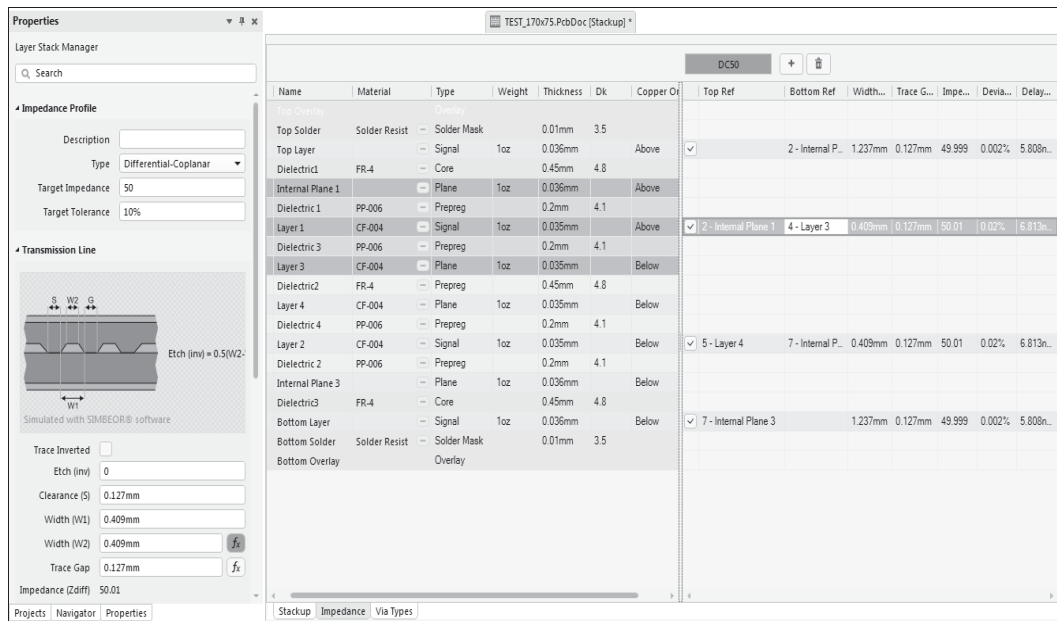 Properties
TEST_170x75.PcbDoc [Stackup] *
Layer Stack Manager
Search
Impedance Profile
Description
Type Differential-Coplanar
Target Impedance 50
Target Tolerance 10%
Transmission Line
S W2 G
Etch (inv) = 0.5(W2-
W1
Simulated with SIMBEOR® software
Trace Inverted
Etch (inv) 0
Clearance (S) 0.127mm
Width (W1) 0.409mm
Width (W2) 0.409mm fx
Trace Gap 0.127mm fx
Impedance (Zdiff) 50.01
Projects Navigator Properties
DC50 +
Name Material Type Weight Thickness Dk Copper Or Top Ref Bottom Ref Width... Trace G... Impe... Devia... Delay...
Top Overlay Overlay
Top Solder Solder Resist Solder Mask 0.01mm 3.5
Top Layer Signal 1oz 0.036mm Above 2 - Internal P... 1.237mm 0.127mm 49.999 0.002% 5.808n...
Dielectric1 FR-4 Core 0.45mm 4.8
Internal Plane 1 Plane 1oz 0.036mm Above
Dielectric 1 PP-006 Prepreg 0.2mm 4.1
Layer 1 CF-004 Signal 1oz 0.035mm Above 2 - Internal Plane 1 4 - Layer 3 0.409mm 0.127mm 50.01 0.02% 6.813n...
Dielectric 3 PP-006 Prepreg 0.2mm 4.1
Layer 3 CF-004 Plane 1oz 0.035mm Below
Dielectric2 FR-4 Prepreg 0.45mm 4.8
Layer 4 CF-004 Plane 1oz 0.035mm Below
Dielectric 4 PP-006 Prepreg 0.2mm 4.1
Layer 2 CF-004 Signal 1oz 0.035mm Below 5 - Layer 4 7 - Internal P... 0.409mm 0.127mm 50.01 0.02% 6.813n...
Dielectric 2 PP-006 Prepreg 0.2mm 4.1
Internal Plane 3 Plane 1oz 0.036mm Below
Dielectric3 FR-4 Core 0.45mm 4.8
Bottom Layer Signal 1oz 0.036mm Below 7 - Internal Plane 3 1.237mm 0.127mm 49.999 0.002% 5.808n...
Bottom Solder Solder Resist Solder Mask 0.01mm 3.5
Bottom Overlay Overlay
Stackup Impedance Via Types